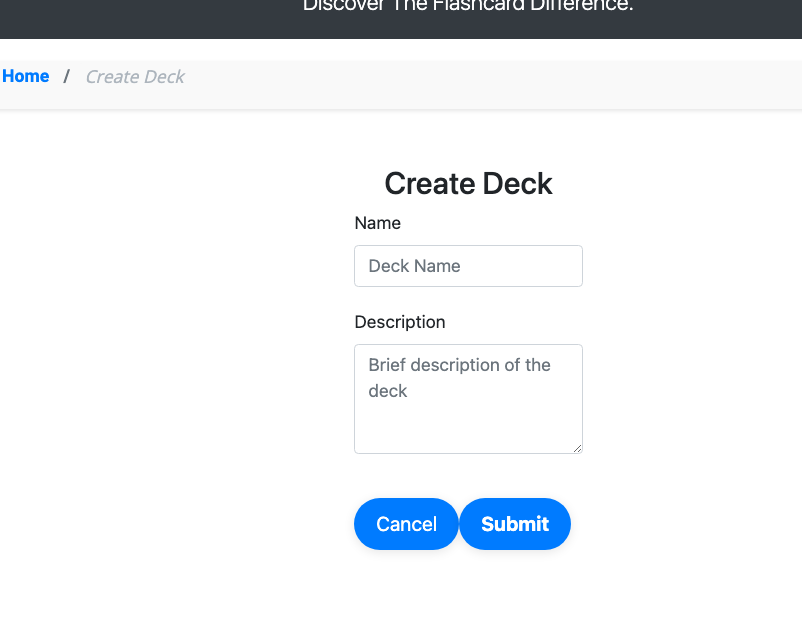 Discover The Flashcard Difference.
Home / Create Deck
Create Deck
Name
Deck Name
Description
Brief description of the
deck
Cancel Submit